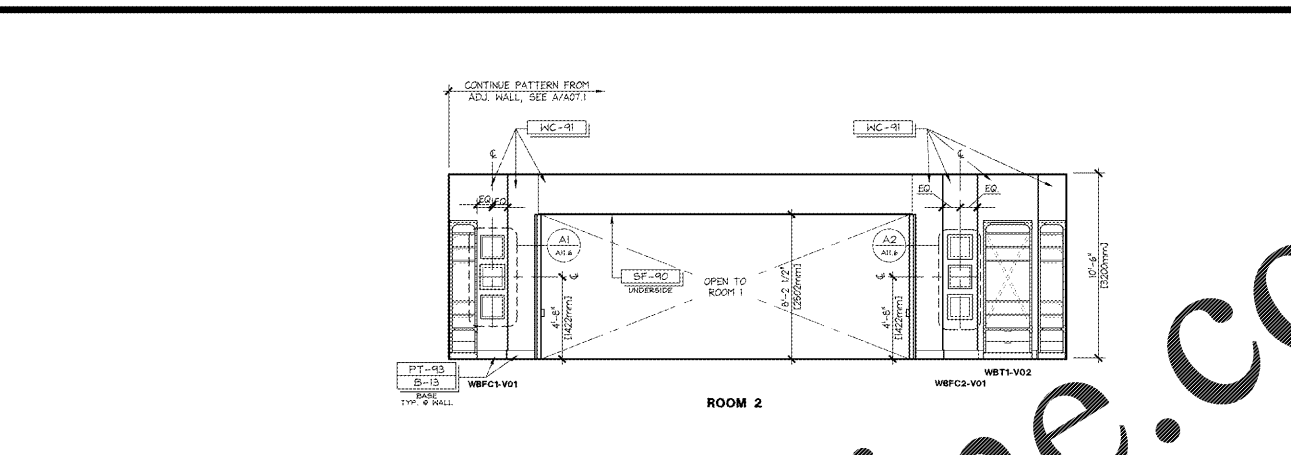 CONTINUE PATTERN FROM
ADJ. WALL, SEE A/A07.1
WC-91
WC-91
℄
℄
EQ.
EQ.
EQ.
EQ.
A1
A11.6
A2
A11.6
SF-90
UNDERSIDE
OPEN TO
ROOM 1
℄
℄
4'-8"
[1422mm]
8'-2 1/2"
[2502mm]
4'-8"
[1422mm]
10'-6"
[3200mm]
PT-93
B-13
BASE
TYP. @ WALL
WBFC1-V01
WBFC2-V01
WBT1-V02
ROOM 2
e.co